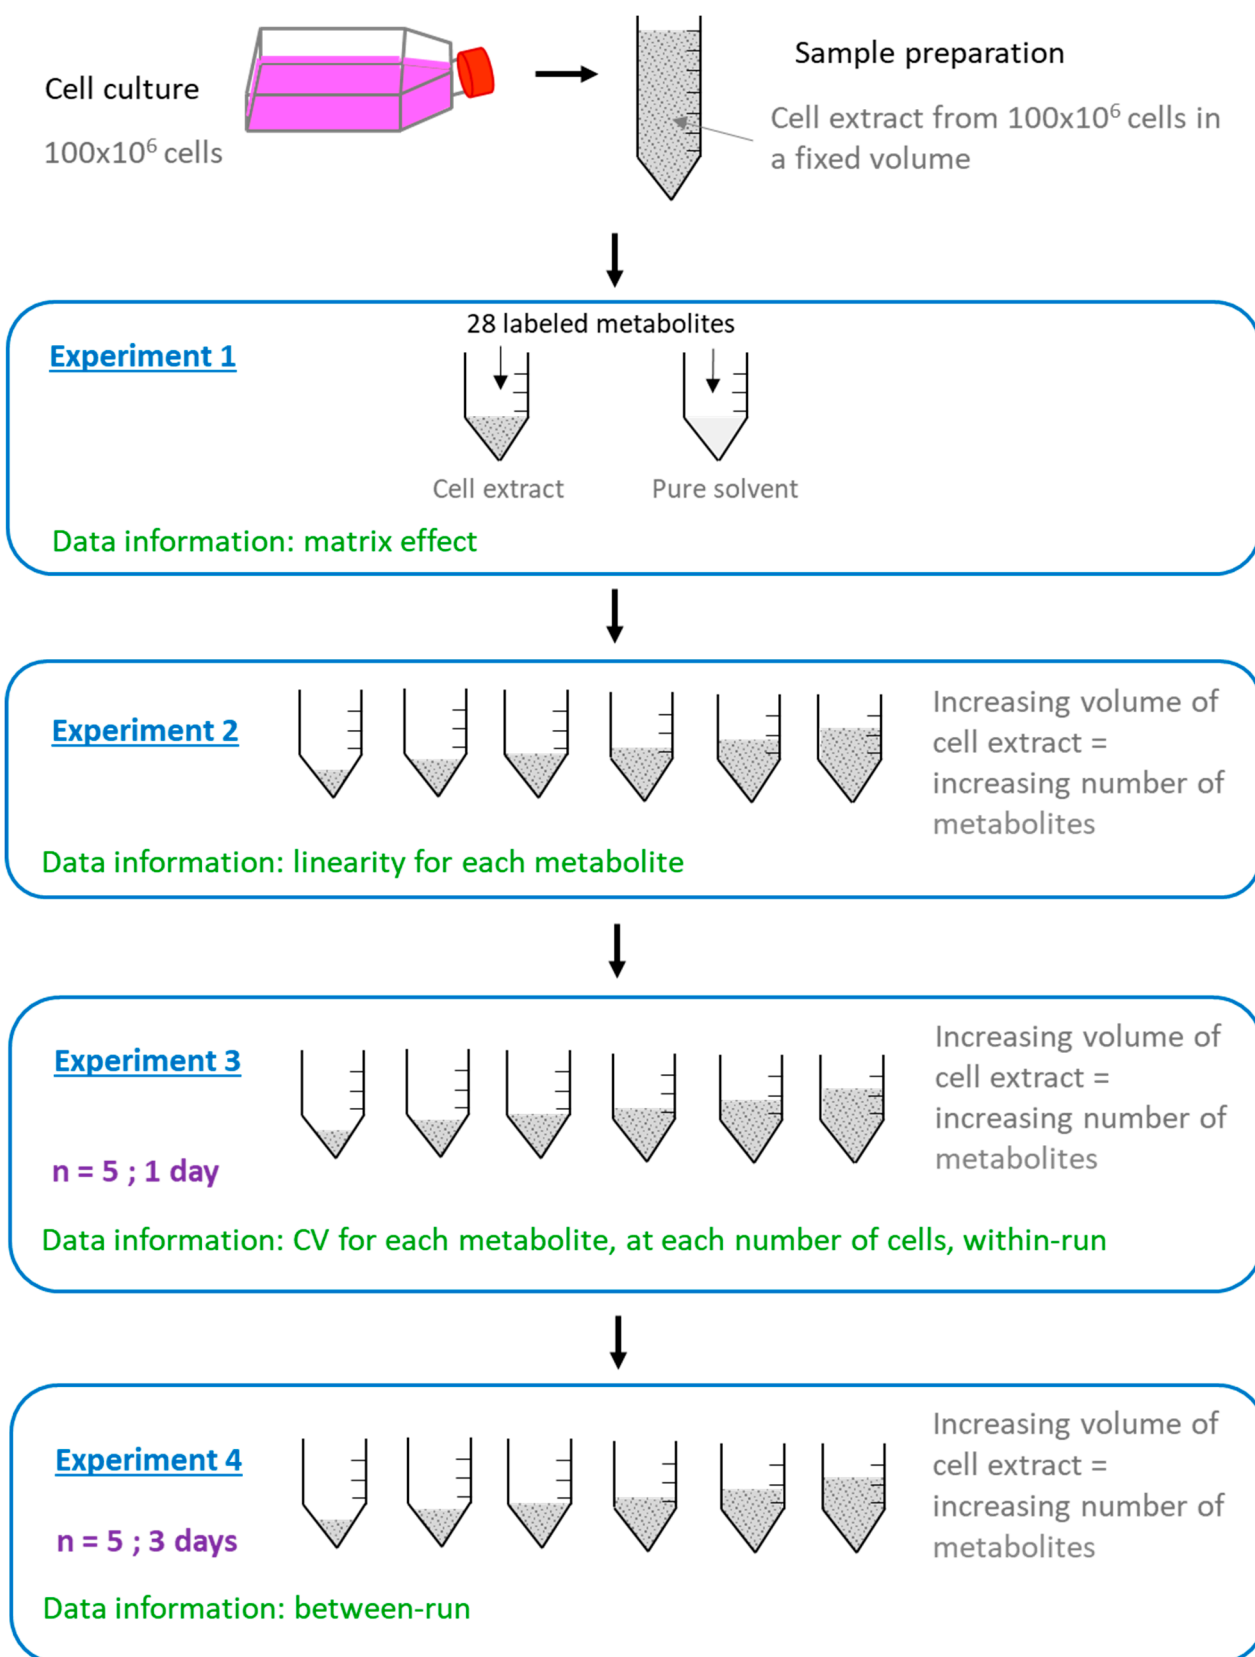 Cell culture
100x10⁶ cells
Sample preparation
Cell extract from 100x10⁶ cells in
a fixed volume
Experiment 1
28 labeled metabolites
Cell extract
Pure solvent
Data information: matrix effect
Experiment 2
Increasing volume of
cell extract =
increasing number of
metabolites
Data information: linearity for each metabolite
Experiment 3
Increasing volume of
cell extract =
increasing number of
metabolites
n = 5 ; 1 day
Data information: CV for each metabolite, at each number of cells, within-run
Experiment 4
Increasing volume of
cell extract =
increasing number of
metabolites
n = 5 ; 3 days
Data information: between-run